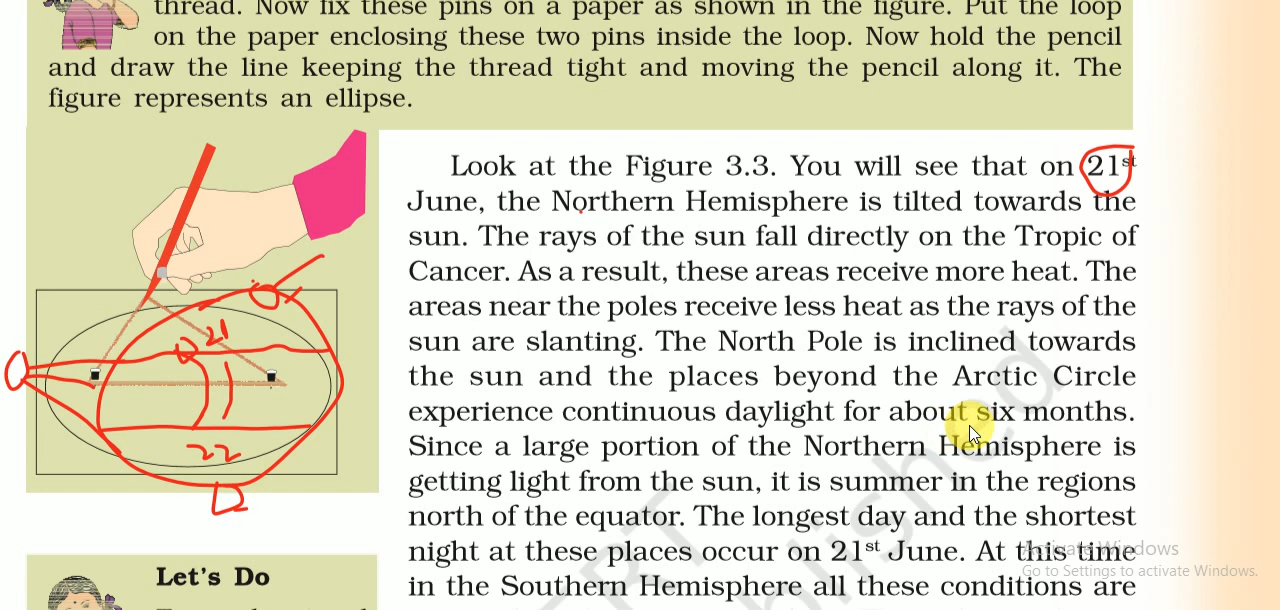 thread. Now fix these pins on a paper as shown in the figure. Put the loop
on the paper enclosing these two pins inside the loop. Now hold the pencil
and draw the line keeping the thread tight and moving the pencil along it. The
figure represents an ellipse.
Look at the Figure 3.3. You will see that on 21st
June, the Northern Hemisphere is tilted towards the
sun. The rays of the sun fall directly on the Tropic of
Cancer. As a result, these areas receive more heat. The
areas near the poles receive less heat as the rays of the
sun are slanting. The North Pole is inclined towards
the sun and the places beyond the Arctic Circle
experience continuous daylight for about six months.
Since a large portion of the Northern Hemisphere is
getting light from the sun, it is summer in the regions
north of the equator. The longest day and the shortest
night at these places occur on 21st June. At this time
in the Southern Hemisphere all these conditions are
21
22
Let's Do
Activate Windows
Go to Settings to activate Windows.